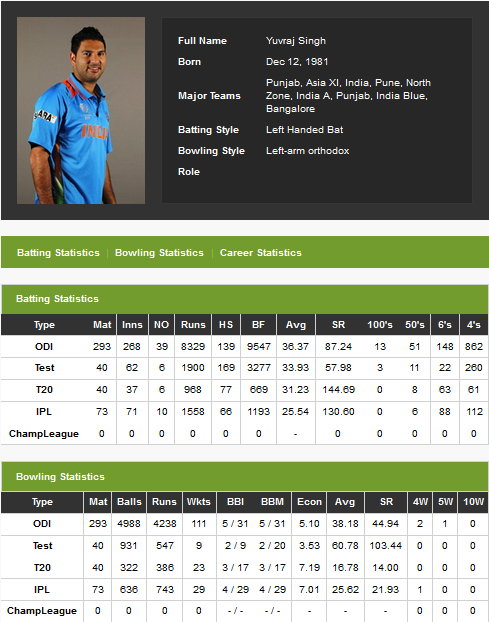 Full Name Yuvraj Singh
Born Dec 12, 1981
Major Teams Punjab, Asia XI, India, Pune, North
Zone, India A, Punjab, India Blue,
Bangalore
Batting Style Left Handed Bat
Bowling Style Left-arm orthodox
Role
Batting Statistics | Bowling Statistics | Career Statistics
Batting Statistics
Type Mat Inns NO Runs HS BF Avg SR 100's 50's 6's 4's
ODI 293 268 39 8329 139 9547 36.37 87.24 13 51 148 862
Test 40 62 6 1900 169 3277 33.93 57.98 3 11 22 260
T20 40 37 6 968 77 669 31.23 144.69 0 8 63 61
IPL 73 71 10 1558 66 1193 25.54 130.60 0 6 88 112
ChampLeague 0 0 0 0 0 0 - 0 0 0 0 0
Bowling Statistics
Type Mat Balls Runs Wkts BBI BBM Econ Avg SR 4W 5W 10W
ODI 293 4988 4238 111 5 / 31 5 / 31 5.10 38.18 44.94 2 1 0
Test 40 931 547 9 2 / 9 2 / 20 3.53 60.78 103.44 0 0 0
T20 40 322 386 23 3 / 17 3 / 17 7.19 16.78 14.00 0 0 0
IPL 73 636 743 29 4 / 29 4 / 29 7.01 25.62 21.93 1 0 0
ChampLeague 0 0 0 0 - / - - / - - - - 0 0 0